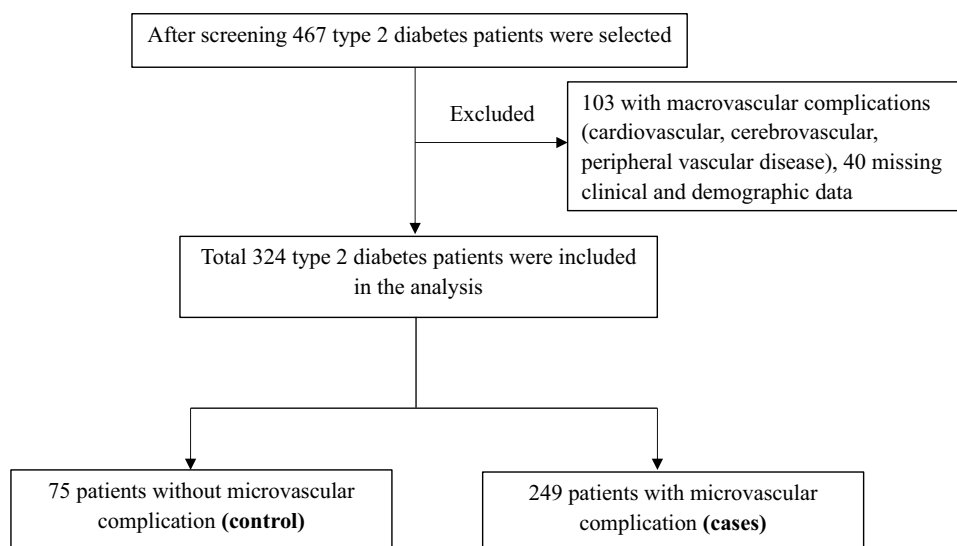 After screening 467 type 2 diabetes patients were selected
Excluded
103 with macrovascular complications
(cardiovascular, cerebrovascular,
peripheral vascular disease), 40 missing
clinical and demographic data
Total 324 type 2 diabetes patients were included
in the analysis
75 patients without microvascular
complication (control)
249 patients with microvascular
complication (cases)